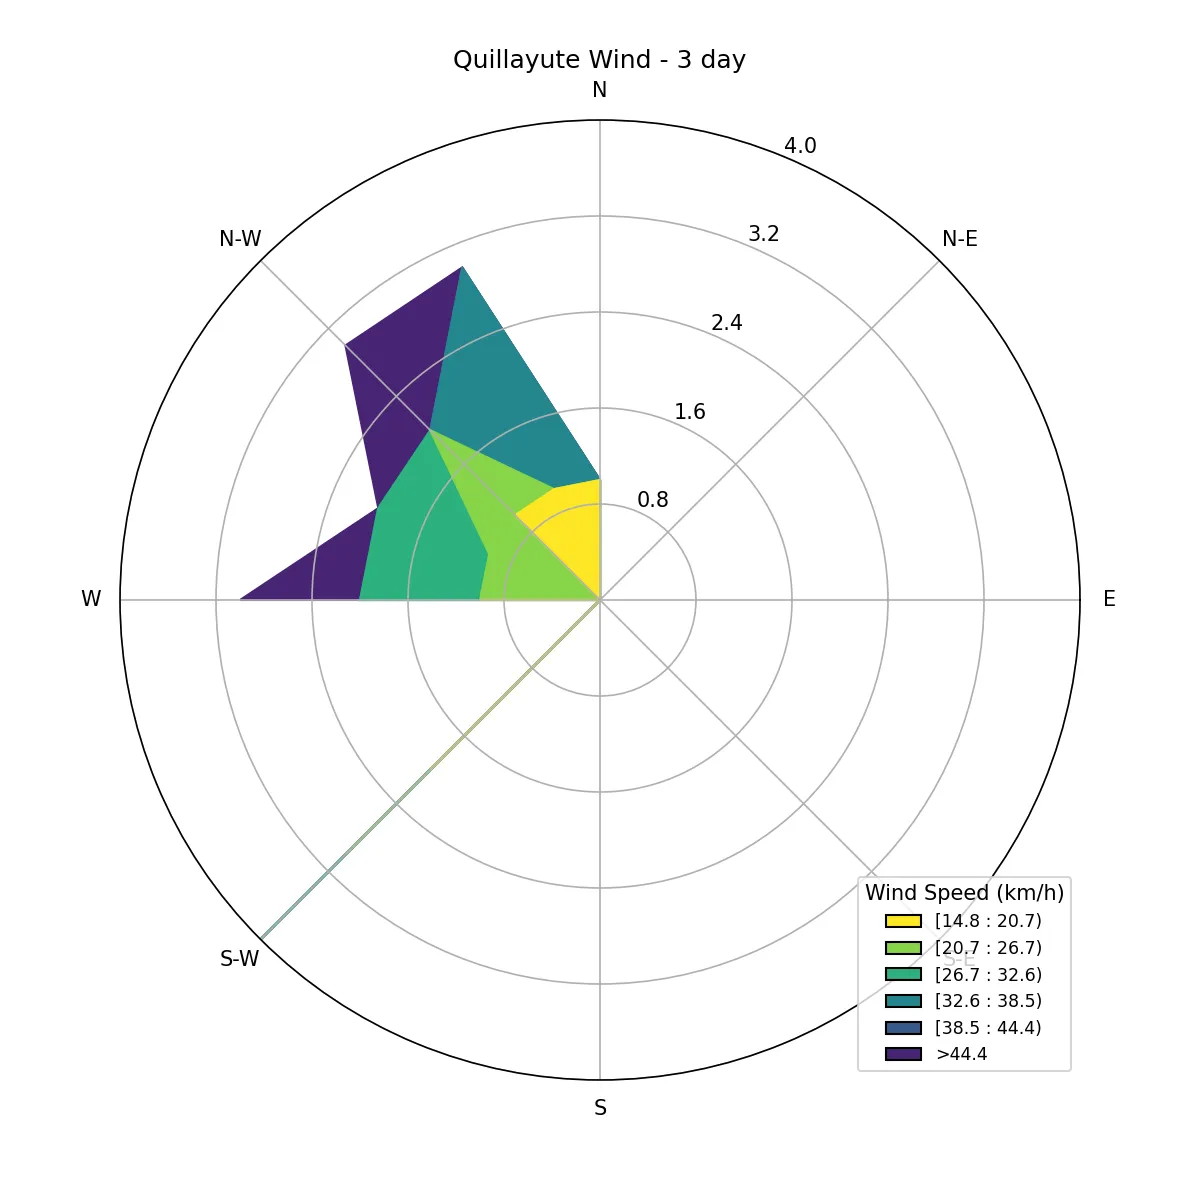 Quillayute Wind - 3 day
N
4.0
N-W
3.2
N-E
2.4
1.6
0.8
W
E
S-W
S-E
S
Wind Speed (km/h)
[14.8 : 20.7)
[20.7 : 26.7)
[26.7 : 32.6)
[32.6 : 38.5)
[38.5 : 44.4)
>44.4